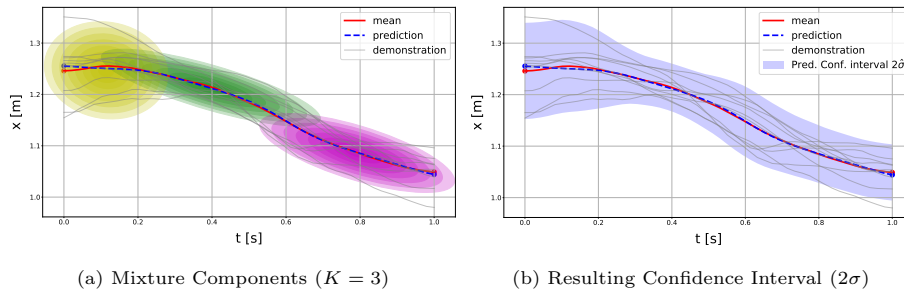 1.3
1.2
1.1
1.0
x [m]
0.0 0.2 0.4 0.6 0.8 1.0
t [s]
mean
prediction
demonstration
(a) Mixture Components (K = 3)
1.3
1.2
1.1
1.0
x [m]
0.0 0.2 0.4 0.6 0.8 1.0
t [s]
mean
prediction
demonstration
Pred. Conf. interval 2σ̂
(b) Resulting Confidence Interval (2σ)